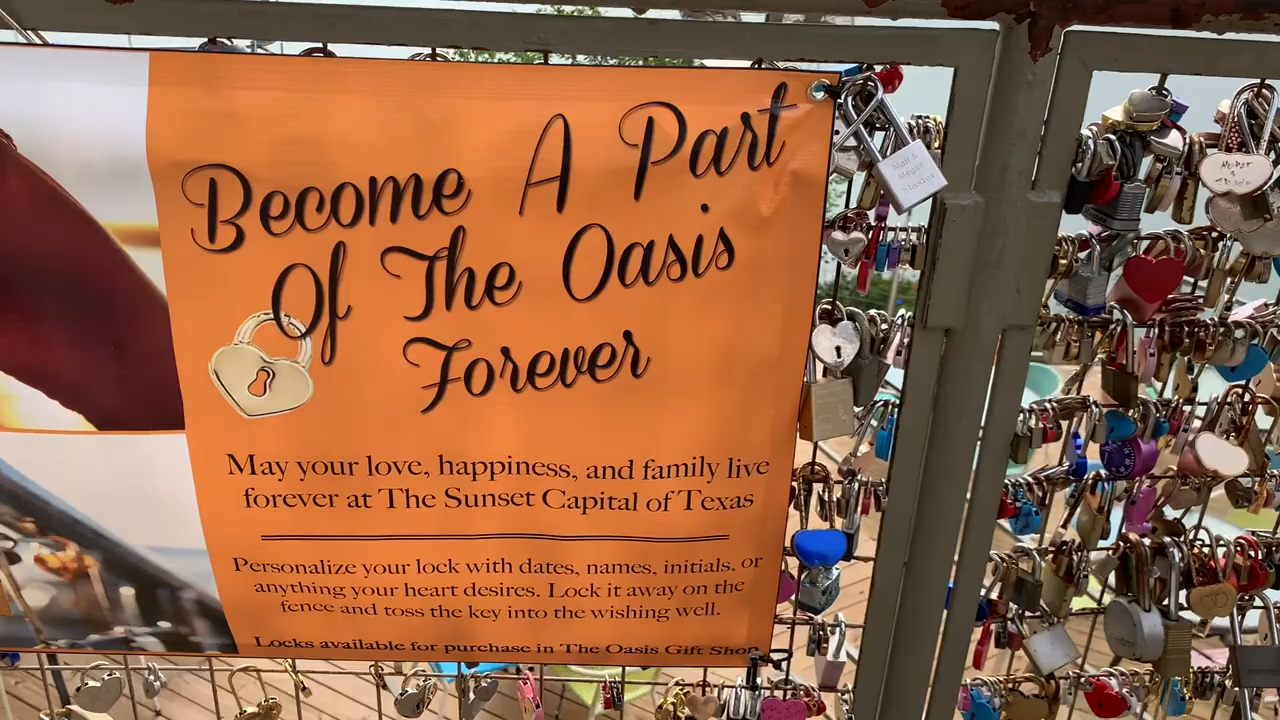 Become A Part
Of The Oasis
Forever
May your love, happiness, and family live
forever at The Sunset Capital of Texas
Personalize your lock with dates, names, initials, or
anything your heart desires. Lock it away on the
fence and toss the key into the wishing well.
Locks available for purchase in The Oasis Gift Shop
Matt &
Megan